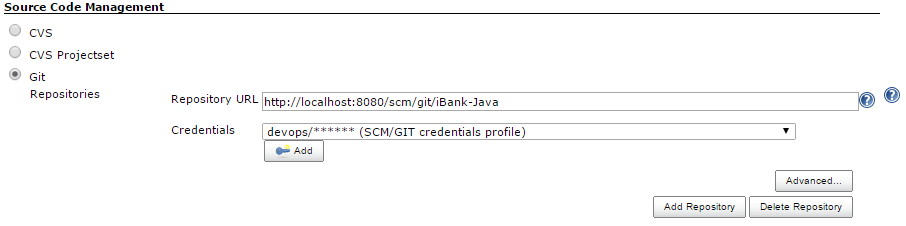 Source Code Management
CVS
CVS Projectset
Git
Repositories
Repository URL http://localhost:8080/scm/git/iBank-Java
Credentials devops/****** (SCM/GIT credentials profile)
Add
Advanced...
Add Repository Delete Repository